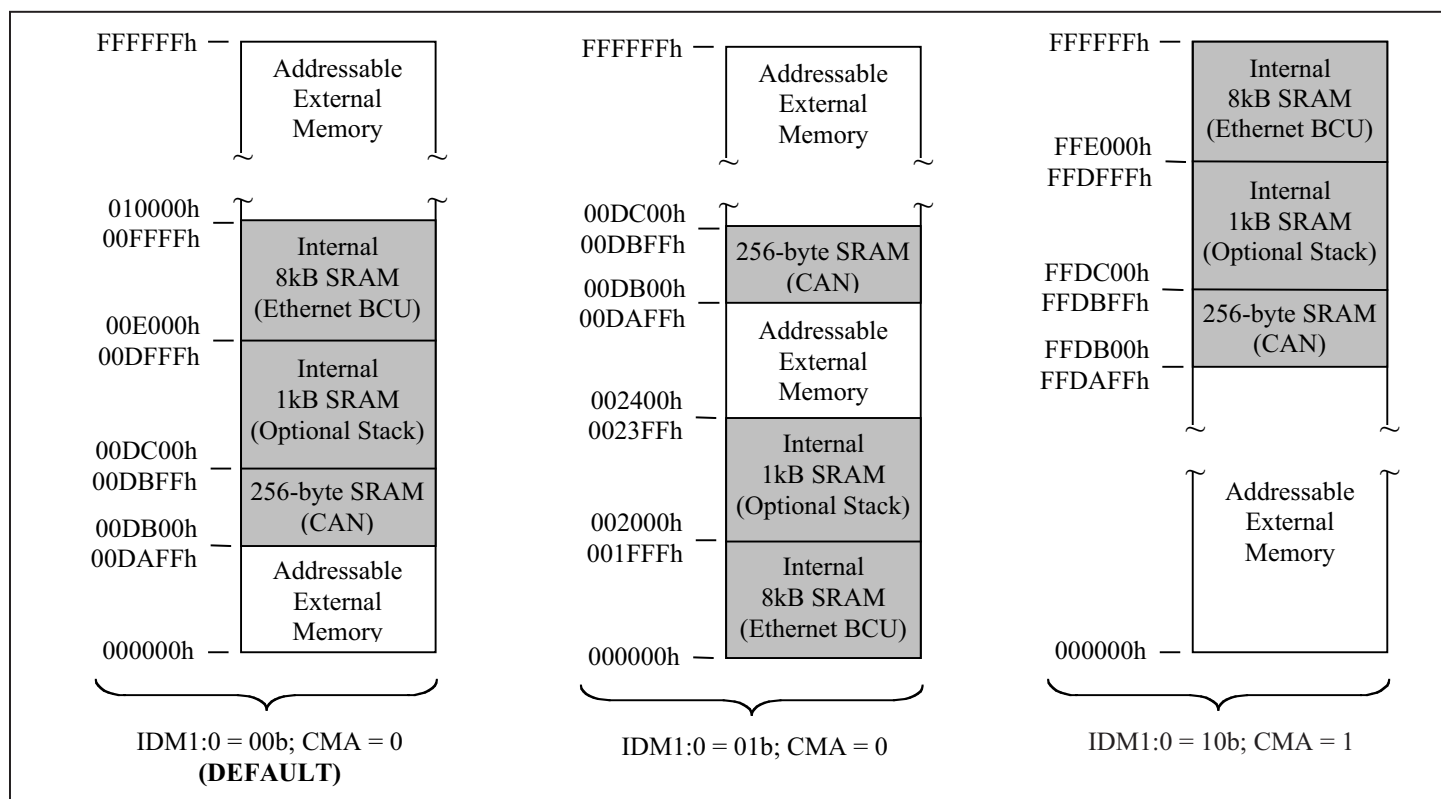 FFFFFFh
Addressable
External
Memory
010000h
00FFFFh
Internal
8kB SRAM
(Ethernet BCU)
00E000h
00DFFFh
Internal
1kB SRAM
(Optional Stack)
00DC00h
00DBFFh
256-byte SRAM
(CAN)
00DB00h
00DAFFh
Addressable
External
Memory
000000h
IDM1:0 = 00b; CMA = 0
(DEFAULT)
FFFFFFh
Addressable
External
Memory
00DC00h
00DBFFh
256-byte SRAM
(CAN)
00DB00h
00DAFFh
Addressable
External
Memory
002400h
0023FFh
Internal
1kB SRAM
(Optional Stack)
002000h
001FFFh
Internal
8kB SRAM
(Ethernet BCU)
000000h
IDM1:0 = 01b; CMA = 0
FFFFFFh
Internal
8kB SRAM
(Ethernet BCU)
FFE000h
FFDFFFh
Internal
1kB SRAM
(Optional Stack)
FFDC00h
FFDBFFh
256-byte SRAM
(CAN)
FFDB00h
FFDAFFh
Addressable
External
Memory
000000h
IDM1:0 = 10b; CMA = 1